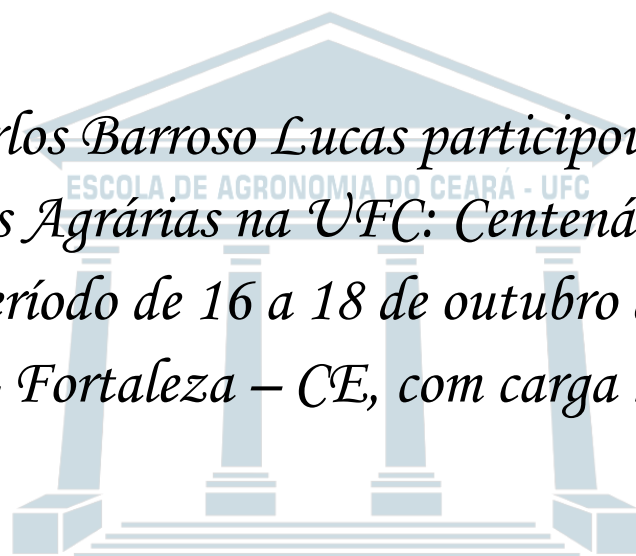 rlos Barroso Lucas participou
ESCOLA DE AGRONOMIA DO CEARÁ - UFC
s Agrárias na UFC: Centená
eríodo de 16 a 18 de outubro
- Fortaleza – CE, com carga